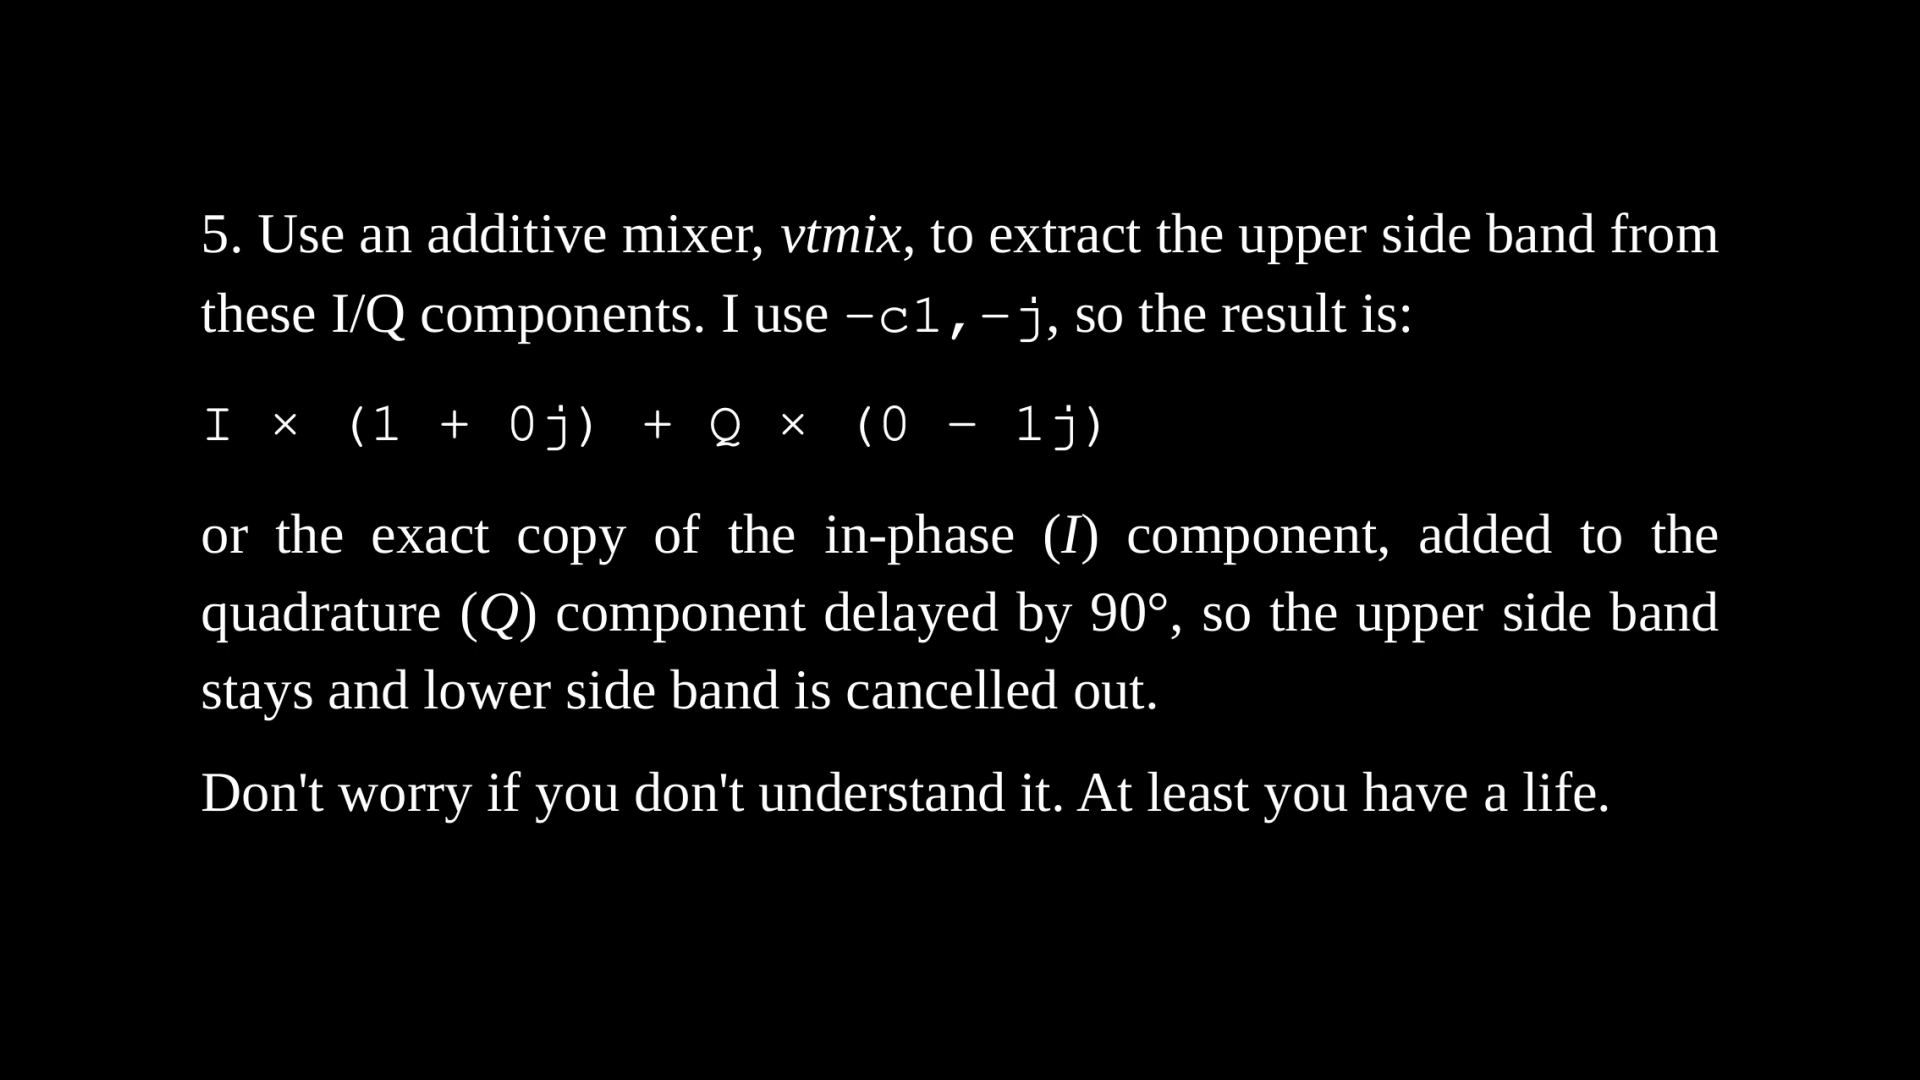 5. Use an additive mixer, vtmix, to extract the upper side band from
these I/Q components. I use −c1,−j, so the result is:
I × (1 + 0j) + Q × (0 − 1j)
or the exact copy of the in-phase (I) component, added to the
quadrature (Q) component delayed by 90°, so the upper side band
stays and lower side band is cancelled out.
Don't worry if you don't understand it. At least you have a life.